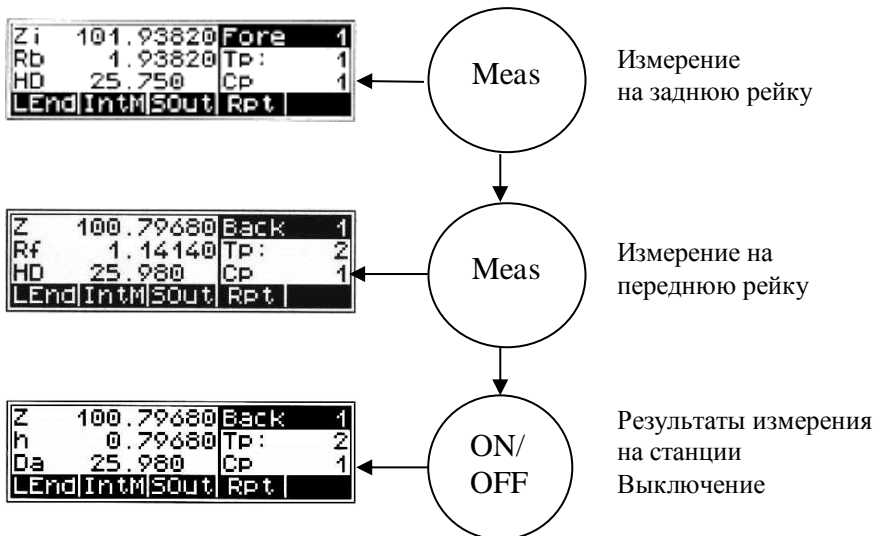 Zi 101.93820 Fore 1
Rb 1.93820 Tp: 1
HD 25.750 Cp 1
LEnd IntM SOut Rpt
Meas
Измерение
на заднюю рейку
Z 100.79680 Back 1
Rf 1.14140 Tp: 2
HD 25.980 Cp 1
LEnd IntM SOut Rpt
Meas
Измерение на
переднюю рейку
Z 100.79680 Back 1
h 0.79680 Tp: 2
Da 25.980 Cp 1
LEnd IntM SOut Rpt
ON/
OFF
Результаты измерения
на станции
Выключение